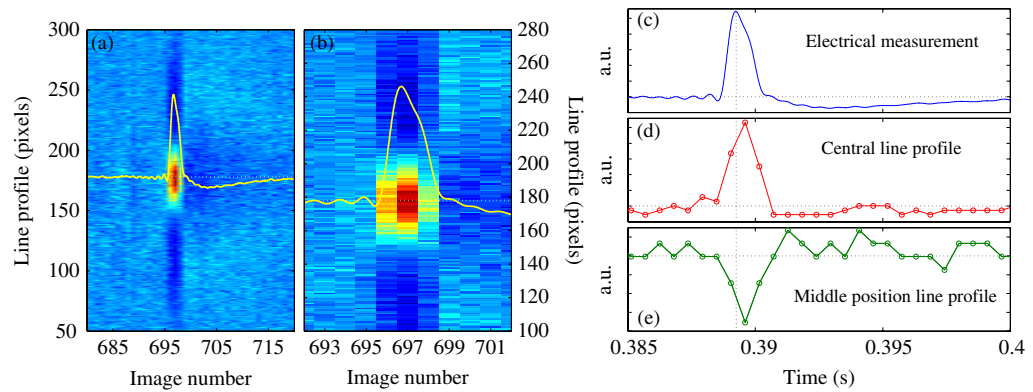 (a)
300
250
200
150
100
50
Line profile (pixels)
685 695 705 715
Image number
(b)
280
260
240
220
200
180
160
140
120
100
Line profile (pixels)
693 695 697 699 701
Image number
(c)
Electrical measurement
a.u.
(d)
Central line profile
a.u.
Middle position line profile
(e)
a.u.
0.385 0.39 0.395 0.4
Time (s)